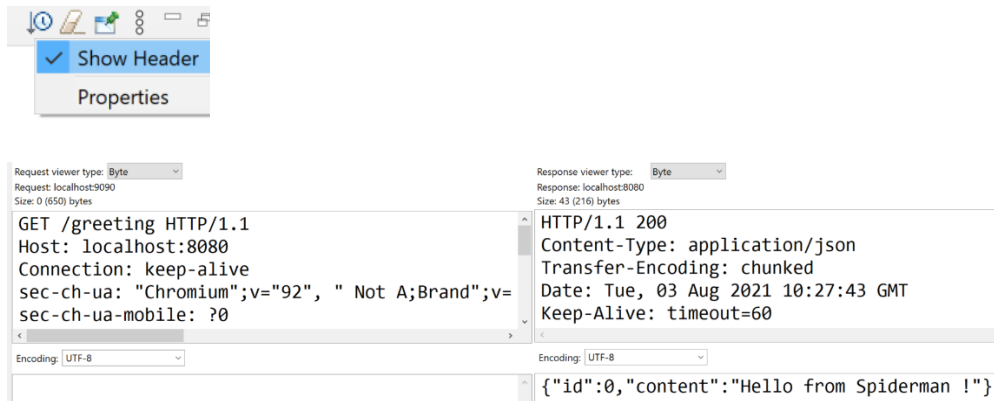 Show Header
Properties
Request viewer type: Byte
Request: localhost:9090
Size: 0 (650) bytes
GET /greeting HTTP/1.1
Host: localhost:8080
Connection: keep-alive
sec-ch-ua: "Chromium";v="92", " Not A;Brand";v=
sec-ch-ua-mobile: ?0
Encoding: UTF-8
Response viewer type: Byte
Response: localhost:8080
Size: 43 (216) bytes
HTTP/1.1 200
Content-Type: application/json
Transfer-Encoding: chunked
Date: Tue, 03 Aug 2021 10:27:43 GMT
Keep-Alive: timeout=60
Encoding: UTF-8
{"id":0,"content":"Hello from Spiderman !"}